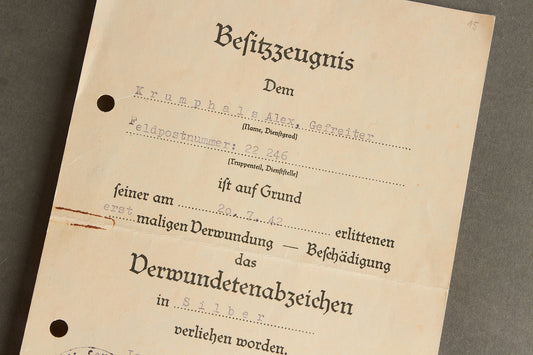 15
Besitzzeugnis
Dem
Krumphals Alex, Gefreiter
(Name, Dienstgrad)
Feldpostnummer: 22 246
(Truppenteil, Dienststelle)
ist auf Grund
seiner am 20. 7. 42 erlittenen
erst maligen Verwundung — Beschädigung
das
Verwundetenabzeichen
in Silber
verliehen worden.